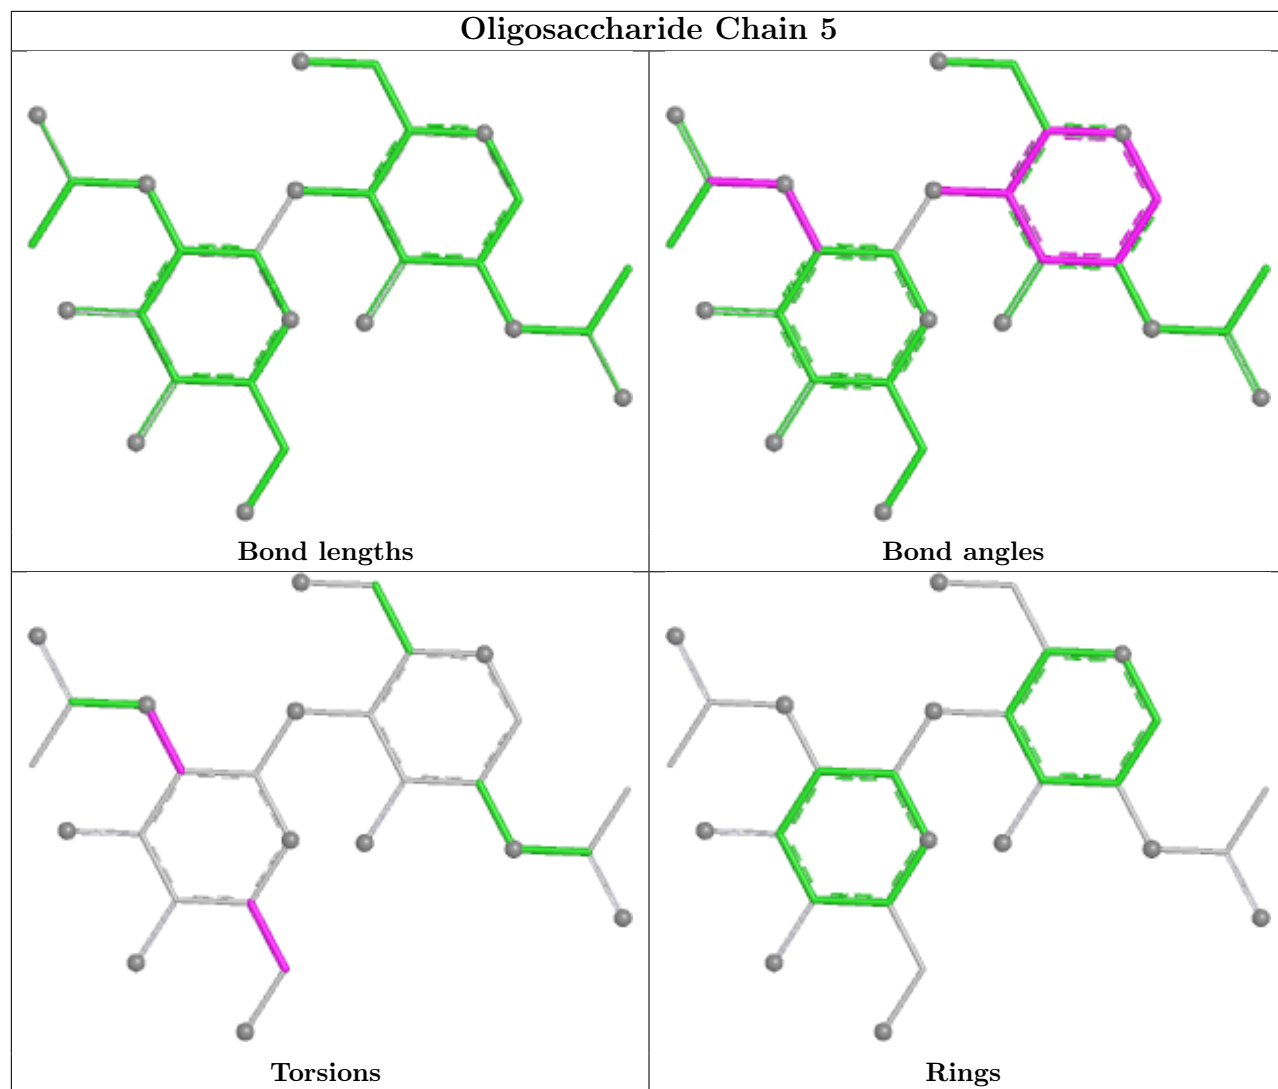 Oligosaccharide Chain 5
Bond lengths
Bond angles
Torsions
Rings